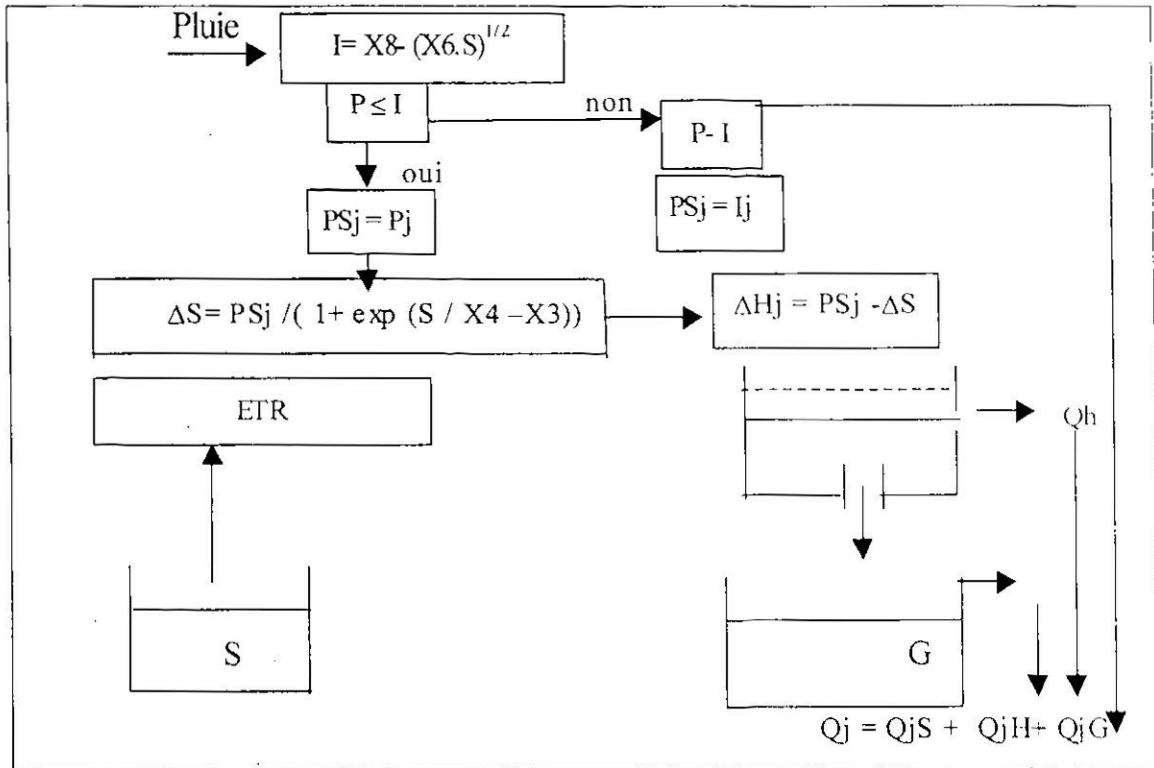 Pluie
I= X8- (X6.S)^1/2
P ≤ I
non
P- I
oui
PSj = Pj
PSj = Ij
ΔS= PSj /( 1+ exp (S / X4 –X3))
ΔHj = PSj -ΔS
ETR
Qh
S
G
Qj = QjS + QjH+ QjG